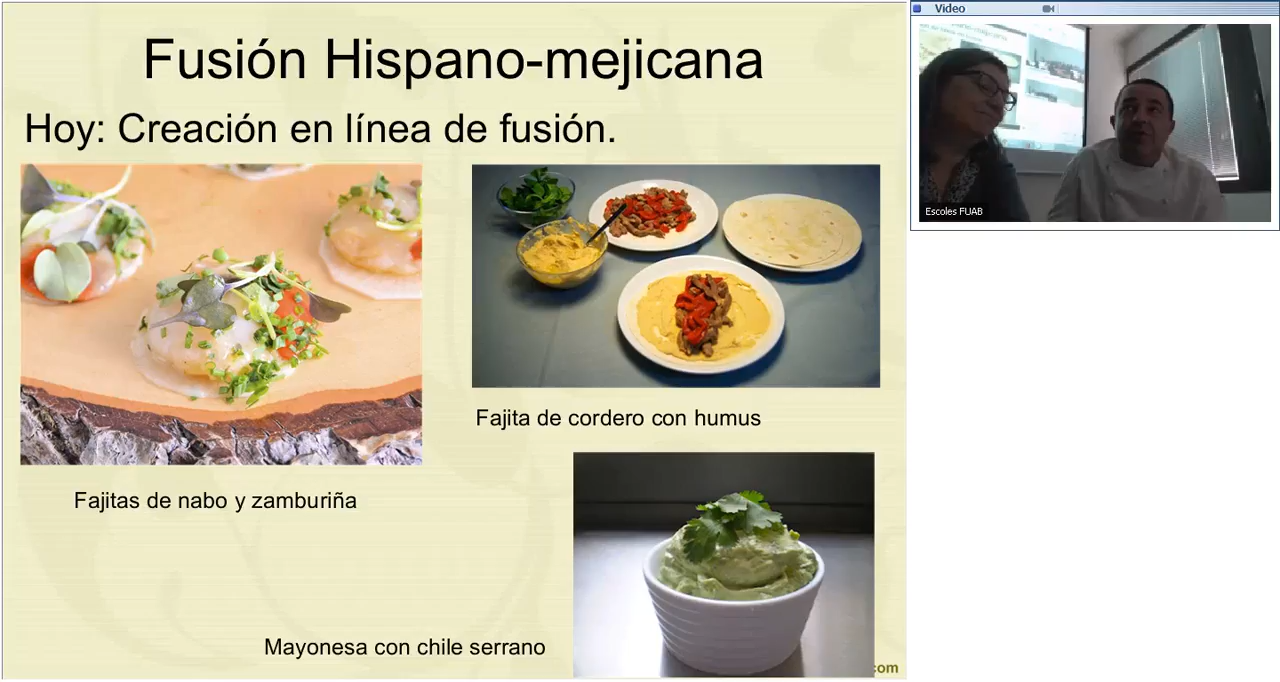 Fusión Hispano-mejicana
Hoy: Creación en línea de fusión.
Fajita de cordero con humus
Fajitas de nabo y zamburiña
Mayonesa con chile serrano
com
Video
Escoles FUAB